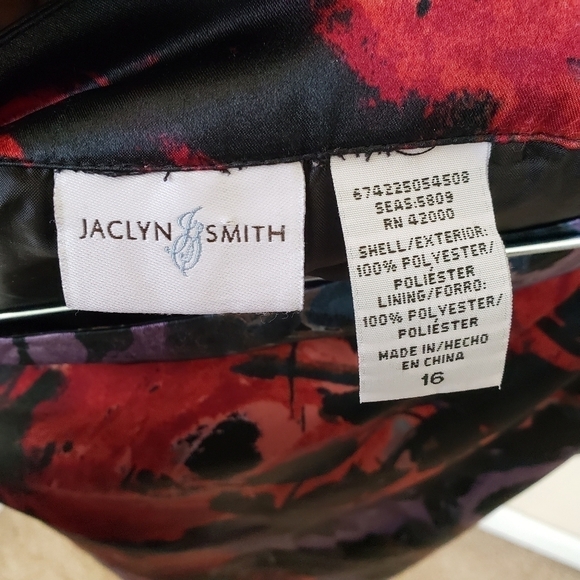 JACLYN SMITH
674225054508
SEAS:5809
RN 42000
SHELL/EXTERIOR:
100% POLYESTER/
POLIÉSTER
LINING/FORRO:
100% POLYESTER/
POLIÉSTER
MADE IN/HECHO
EN CHINA
16